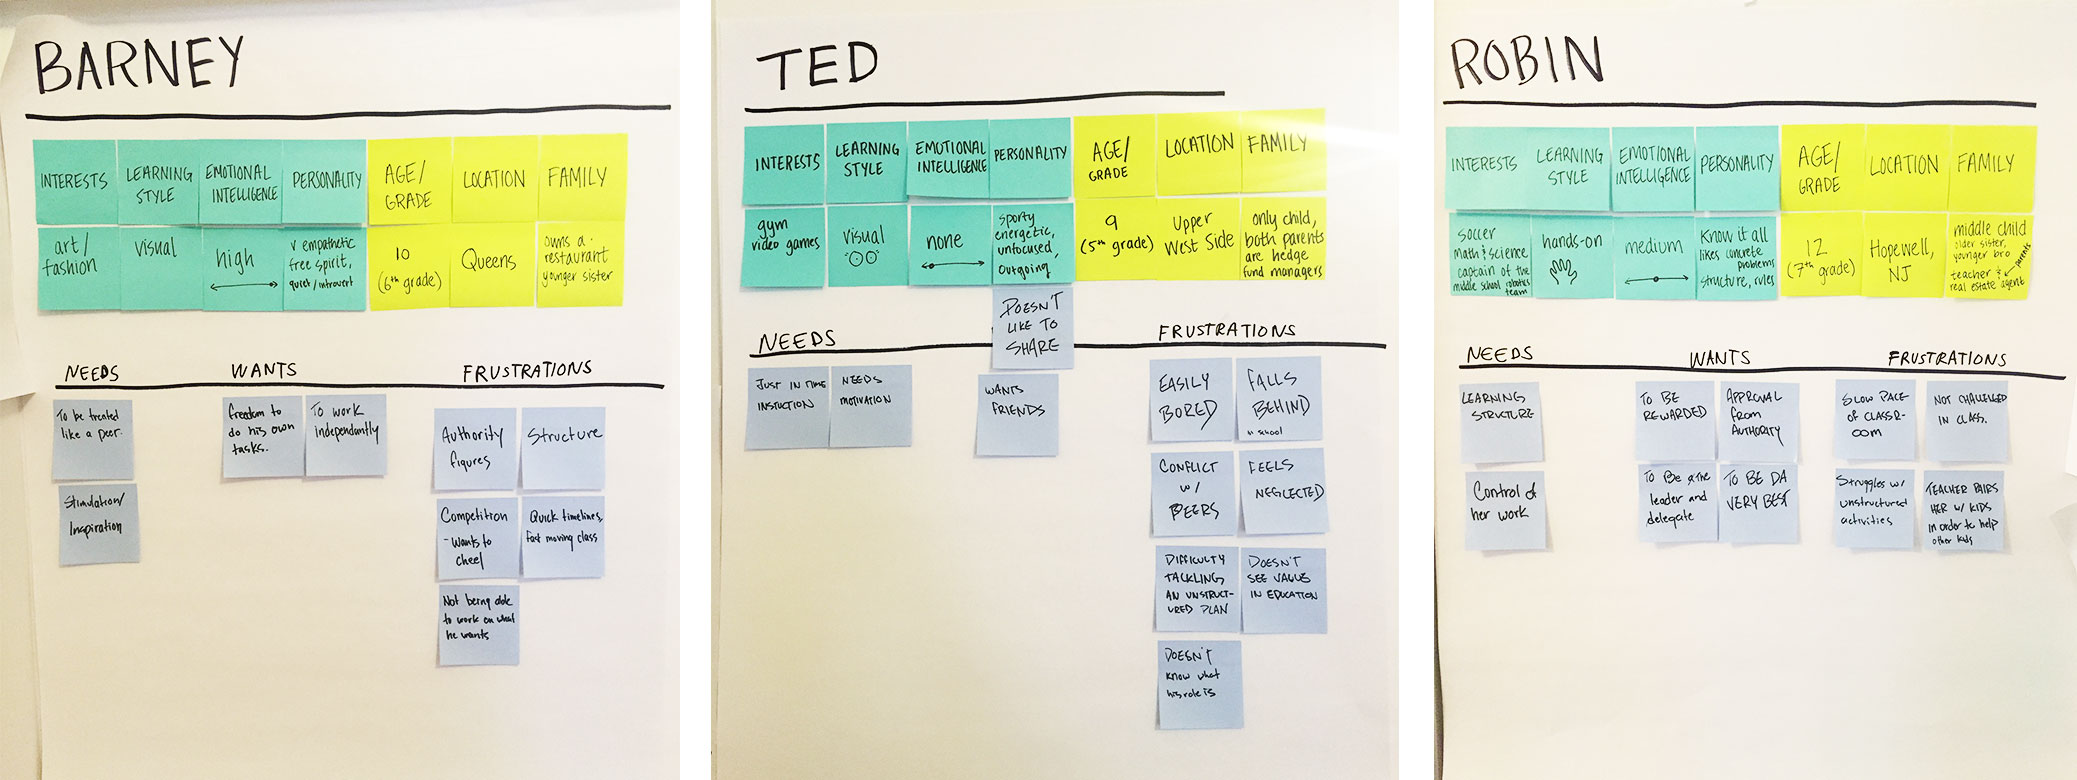 BARNEY
INTERESTS
LEARNING
STYLE
EMOTIONAL
INTELLIGENCE
PERSONALITY
AGE/
GRADE
LOCATION
FAMILY
art/
fashion
Visual
high
v empathetic
free spirit,
quiet/introvert
10
(6th grade)
Queens
owns a
restaurant
younger sister
NEEDS
WANTS
FRUSTRATIONS
To be treated
like a peer.
Stimulation/
Inspiration
freedom to
do his own
tasks.
To work
independantly
Authority
figures
Structure
Competition
- Wants to
cheel
Quick timelines,
fast moving class
Not being able
to work on what
he wants
TED
INTERESTS
LEARNING
STYLE
EMOTIONAL
INTELLIGENCE
PERSONALITY
AGE/
GRADE
LOCATION
FAMILY
gym
video games
visual
none
sporty
energetic,
unfocused,
outgoing
9
(5th grade)
Upper
West Side
only child,
both parents
are hedge
fund managers
DOESN'T
LIKE TO
SHARE
NEEDS
FRUSTRATIONS
JUST IN TIME
INSTUCTION
NEEDS
MOTIVATION
WANTS
FRIENDS
EASILY
BORED
FALLS
BEHIND
in school
CONFLICT
W/
PEERS
FEELS
NEGLECTED
DIFFICULTY
TACKLING
AN UNSTRUCT-
URED PLAN
DOESN'T
SEE VALUE
IN EDUCATION
DOESN'T
know what
his role is
ROBIN
INTERESTS
LEARNING
STYLE
EMOTIONAL
INTELLIGENCE
PERSONALITY
AGE/
GRADE
LOCATION
FAMILY
soccer
math & science
captain of the
middle school robotics
team
hands-on
medium
Know it all
likes concrete
problems
structure, rules
12
(7th grade)
Hopewell,
NJ
middle child
older sister,
younger bro
teacher &
real estate agent
parents
NEEDS
WANTS
FRUSTRATIONS
LEARNING
STRUCTURE
Control of
her work
TO BE
REWARDED
APPROVAL
from
AUTHORITY
TO Be the
leader and
delegate
TO BE DA
VERY BEST
SLOW PACE
of CLASSR-
OOM
NOT CHALLENGED
IN CLASS.
Struggles w/
unstructured
activities
TEACHER PAIRS
HER W/ KIDS
IN order to help
other kids